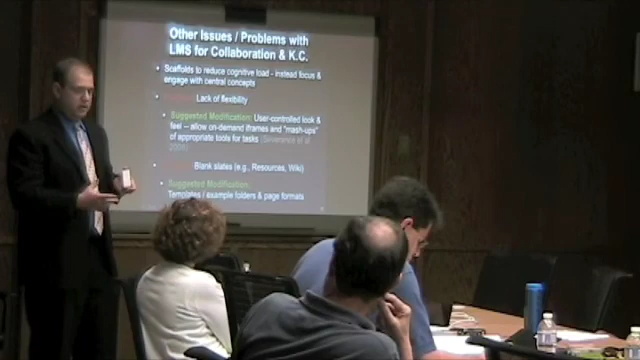 Other Issues / Problems with
LMS for Collaboration & K.C.
• Scaffolds to reduce cognitive load - instead focus &
engage with central concepts
• Lack of flexibility
• Suggested Modification: User-controlled look &
feel – allow on-demand iframes and "mash-ups"
of appropriate tools for tasks
• Blank slates (e.g., Resources, Wiki)
• Suggested Modification:
Templates / example folders & page formats